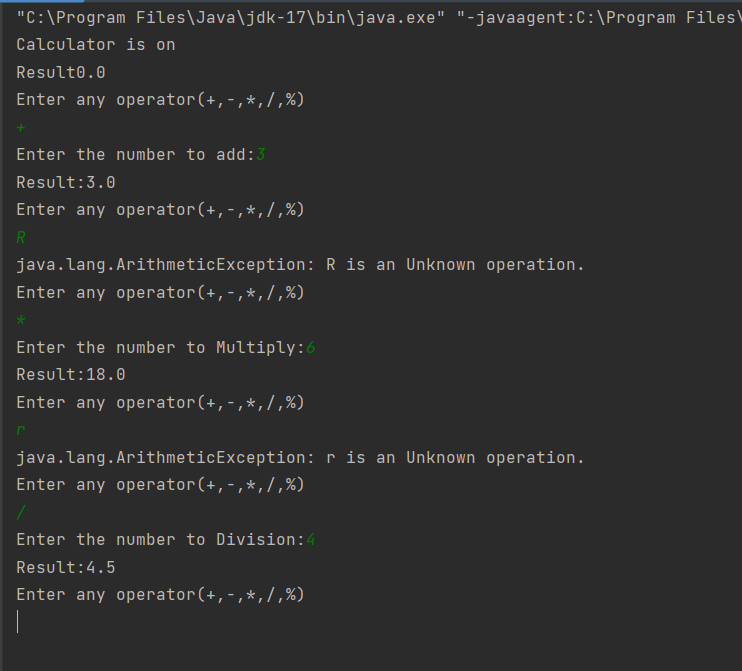 "C:\Program Files\Java\jdk-17\bin\java.exe" "-javaagent:C:\Program Files\
Calculator is on
Result0.0
Enter any operator(+,-,*,/,%)
+
Enter the number to add:3
Result:3.0
Enter any operator(+,-,*,/,%)
R
java.lang.ArithmeticException: R is an Unknown operation.
Enter any operator(+,-,*,/,%)
*
Enter the number to Multiply:6
Result:18.0
Enter any operator(+,-,*,/,%)
r
java.lang.ArithmeticException: r is an Unknown operation.
Enter any operator(+,-,*,/,%)
/
Enter the number to Division:4
Result:4.5
Enter any operator(+,-,*,/,%)